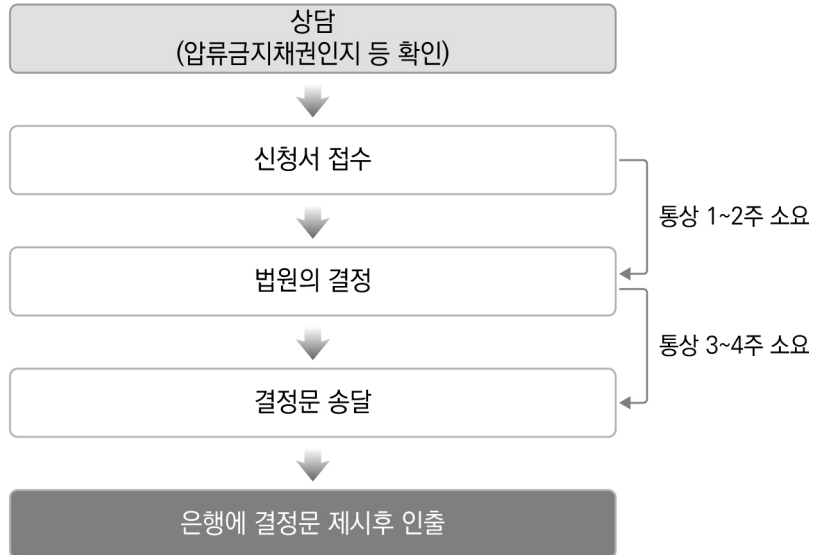 상담
(압류금지채권인지 등 확인)
신청서 접수
통상 1~2주 소요
법원의 결정
통상 3~4주 소요
결정문 송달
은행에 결정문 제시후 인출